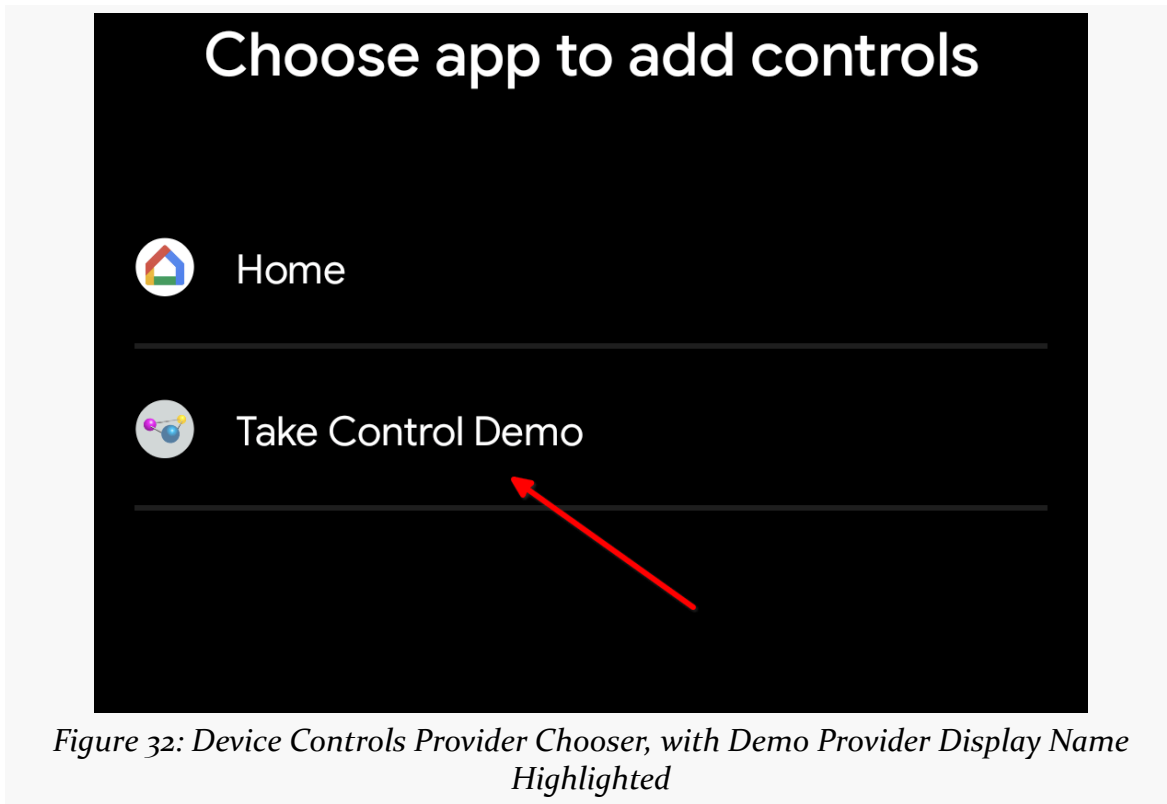 Choose app to add controls
Home
Take Control Demo
Figure 32: Device Controls Provider Chooser, with Demo Provider Display Name
Highlighted